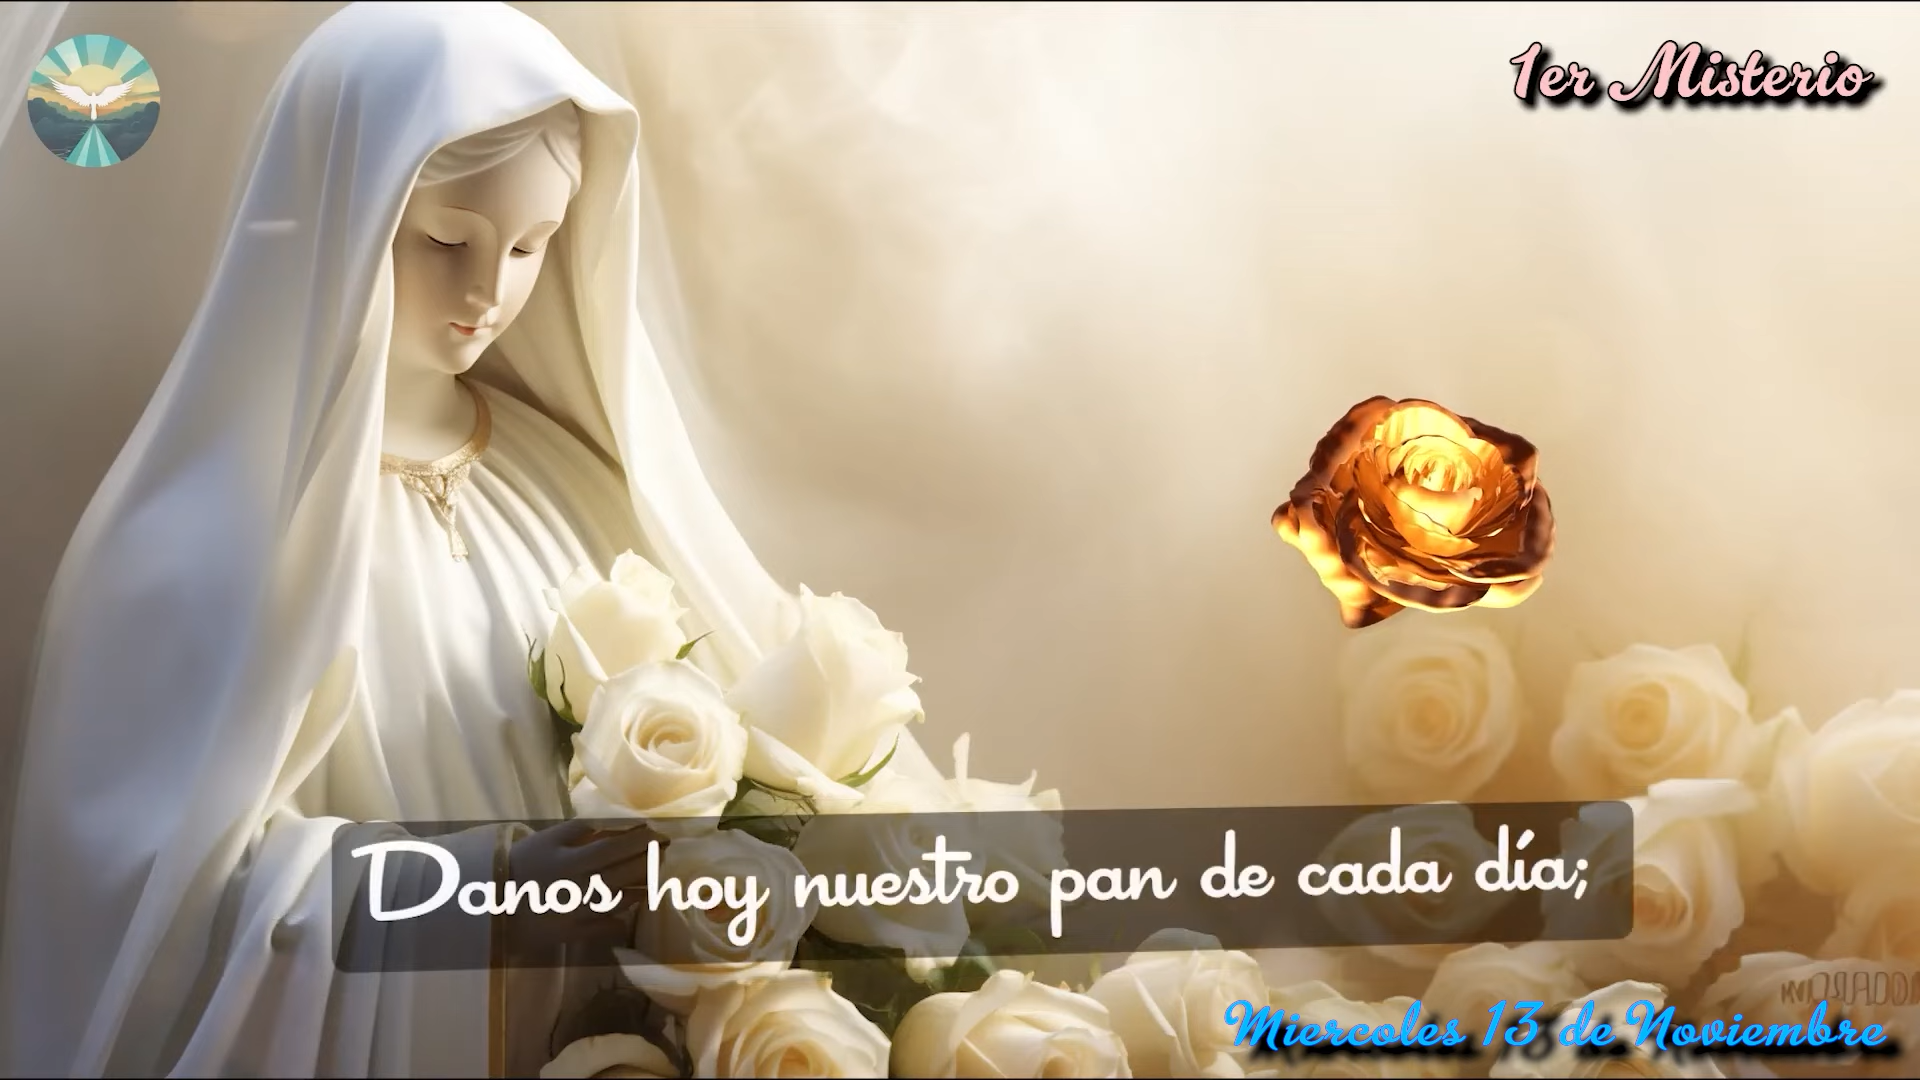 1er Misterio
Danos hoy nuestro pan de cada día;
Miercoles 13 de Noviembre